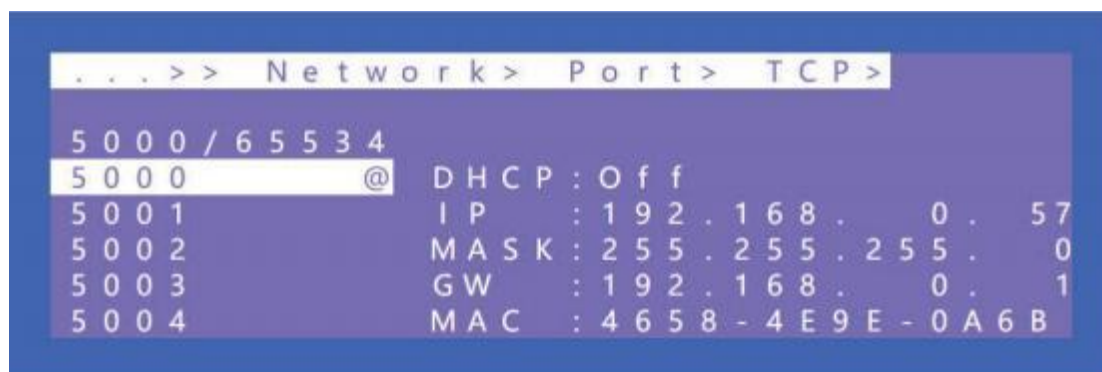 ...>> Network> Port> TCP>
5000/65534
5000 @ DHCP:Off
5001 IP :192.168. 0. 57
5002 MASK:255.255.255. 0
5003 GW :192.168. 0. 1
5004 MAC :4658-4E9E-0A6B